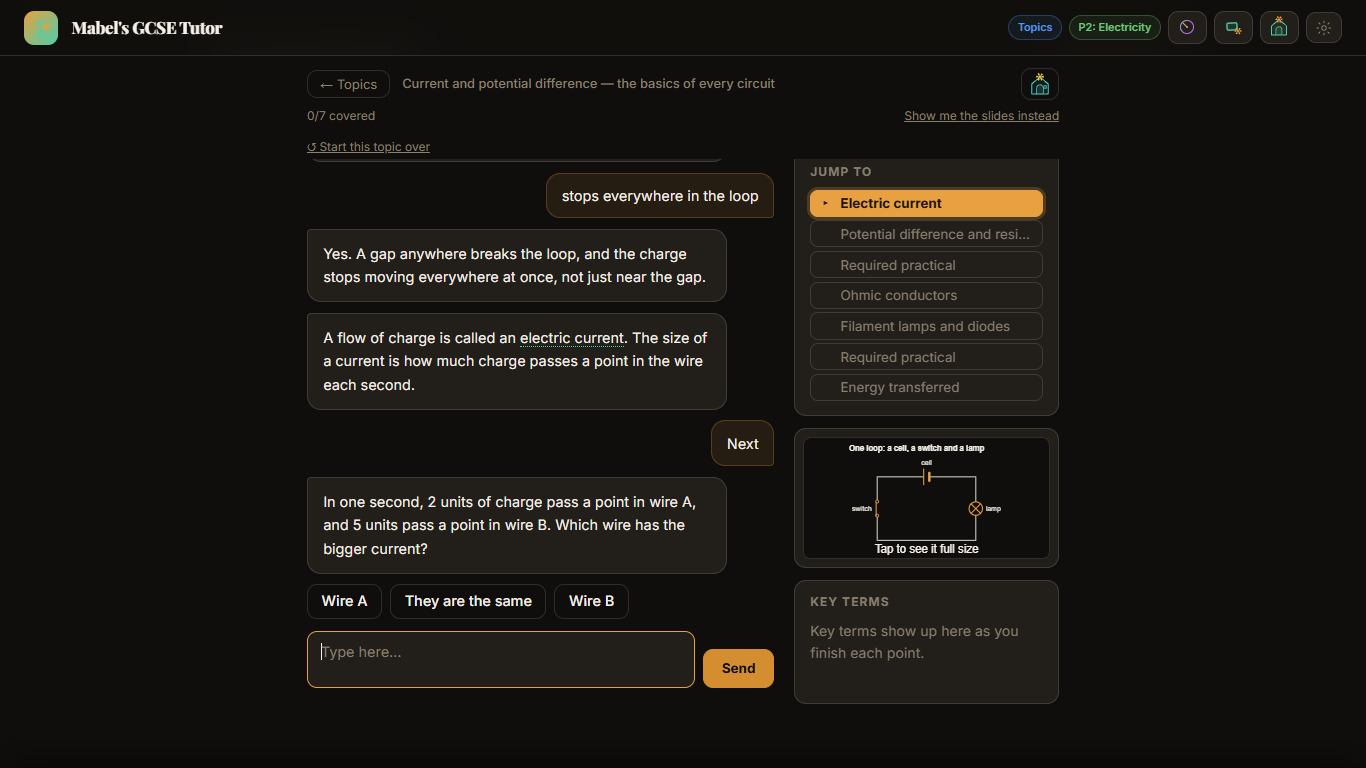 Mabel's GCSE Tutor
Topics
P2: Electricity
← Topics
Current and potential difference — the basics of every circuit
0/7 covered
Show me the slides instead
↺ Start this topic over
stops everywhere in the loop
Yes. A gap anywhere breaks the loop, and the charge
stops moving everywhere at once, not just near the gap.
A flow of charge is called an electric current. The size of
a current is how much charge passes a point in the wire
each second.
Next
In one second, 2 units of charge pass a point in wire A,
and 5 units pass a point in wire B. Which wire has the
bigger current?
Wire A
They are the same
Wire B
Type here...
Send
JUMP TO
Electric current
Potential difference and resi...
Required practical
Ohmic conductors
Filament lamps and diodes
Required practical
Energy transferred
One loop: a cell, a switch and a lamp
cell
switch
lamp
Tap to see it full size
KEY TERMS
Key terms show up here as you
finish each point.